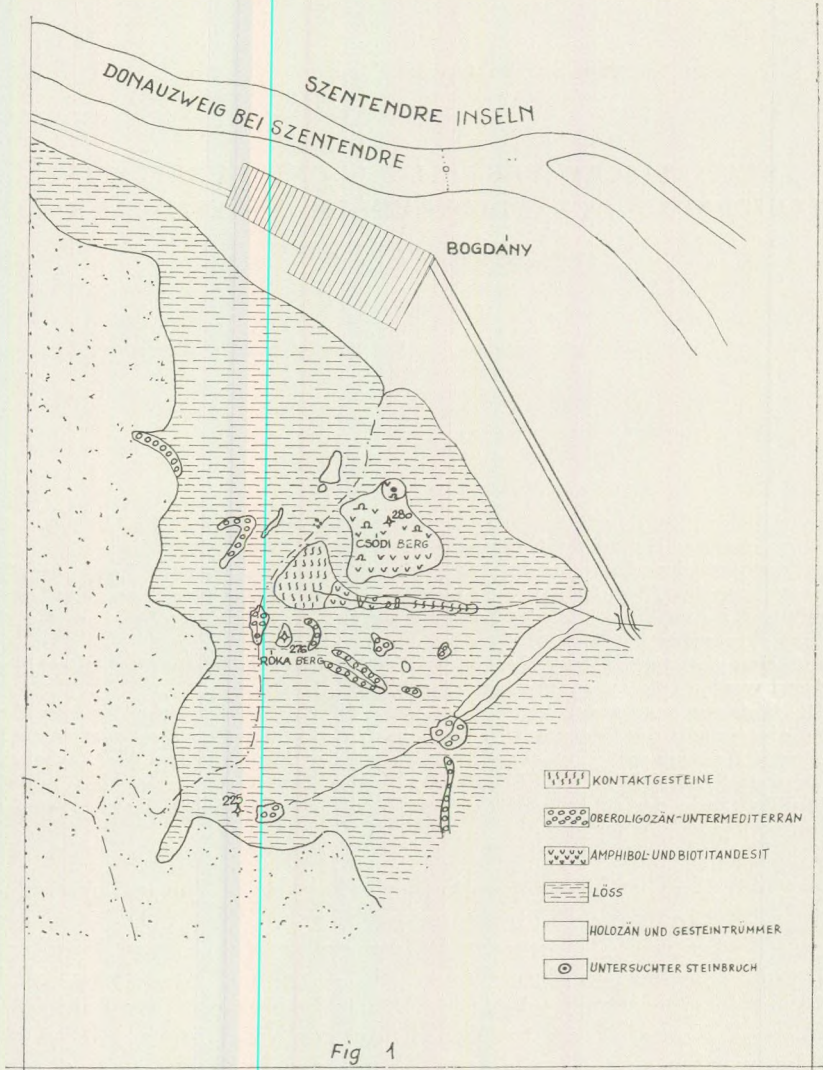 SZENTENDRE INSELN
DONAUZWEIG BEI SZENTENDRE
BOGDÁNY
280
CSÓDI BERG
276
RÓKA BERG
225
KONTAKTGESTEINE
OBEROLIGOZÄN-UNTERMEDITERRAN
AMPHIBOL-UND BIOTITANDESIT
LÖSS
HOLOZÄN UND GESTEINTRÜMMER
UNTERSUCHTER STEINBRUCH
Fig 1